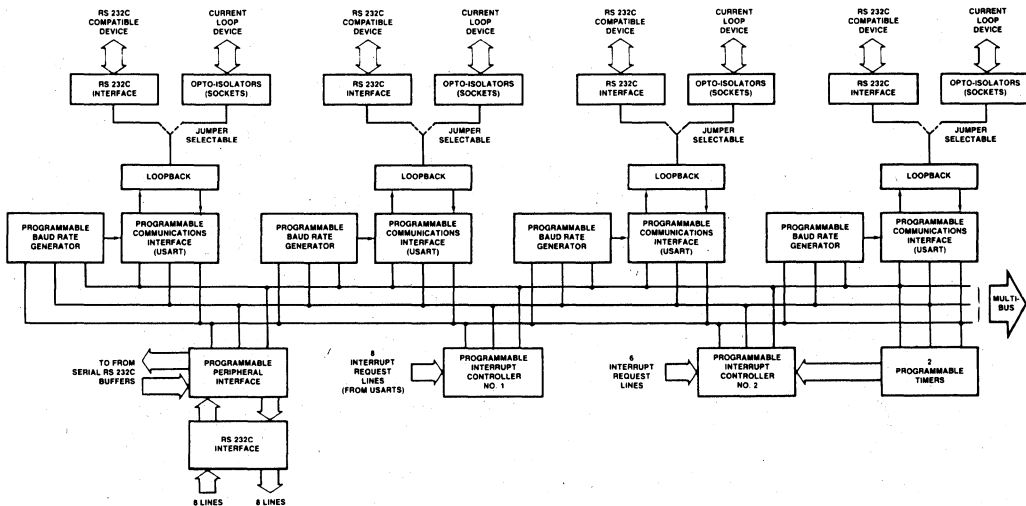 RS 232C
COMPATIBLE
DEVICE
CURRENT
LOOP
DEVICE
RS 232C
COMPATIBLE
DEVICE
CURRENT
LOOP
DEVICE
RS 232C
COMPATIBLE
DEVICE
CURRENT
LOOP
DEVICE
RS 232C
COMPATIBLE
DEVICE
CURRENT
LOOP
DEVICE
RS 232C
INTERFACE
OPTO-ISOLATORS
(SOCKETS)
RS 232C
INTERFACE
OPTO-ISOLATORS
(SOCKETS)
RS 232C
INTERFACE
OPTO-ISOLATORS
(SOCKETS)
RS 232C
INTERFACE
OPTO-ISOLATORS
(SOCKETS)
JUMPER
SELECTABLE
JUMPER
SELECTABLE
JUMPER
SELECTABLE
JUMPER
SELECTABLE
LOOPBACK
LOOPBACK
LOOPBACK
LOOPBACK
PROGRAMMABLE
BAUD RATE
GENERATOR
PROGRAMMABLE
COMMUNICATIONS
INTERFACE
(USART)
PROGRAMMABLE
BAUD RATE
GENERATOR
PROGRAMMABLE
COMMUNICATIONS
INTERFACE
(USART)
PROGRAMMABLE
BAUD RATE
GENERATOR
PROGRAMMABLE
COMMUNICATIONS
INTERFACE
(USART)
PROGRAMMABLE
BAUD RATE
GENERATOR
PROGRAMMABLE
COMMUNICATIONS
INTERFACE
(USART)
MULTI-
BUS
TO FROM
SERIAL RS 232C
BUFFERS
PROGRAMMABLE
PERIPHERAL
INTERFACE
8
INTERRUPT
REQUEST
LINES
(FROM USARTS)
PROGRAMMABLE
INTERRUPT
CONTROLLER
NO. 1
6
INTERRUPT
REQUEST
LINES
PROGRAMMABLE
INTERRUPT
CONTROLLER
NO. 2
2
PROGRAMMABLE
TIMERS
RS 232C
INTERFACE
8 LINES
8 LINES